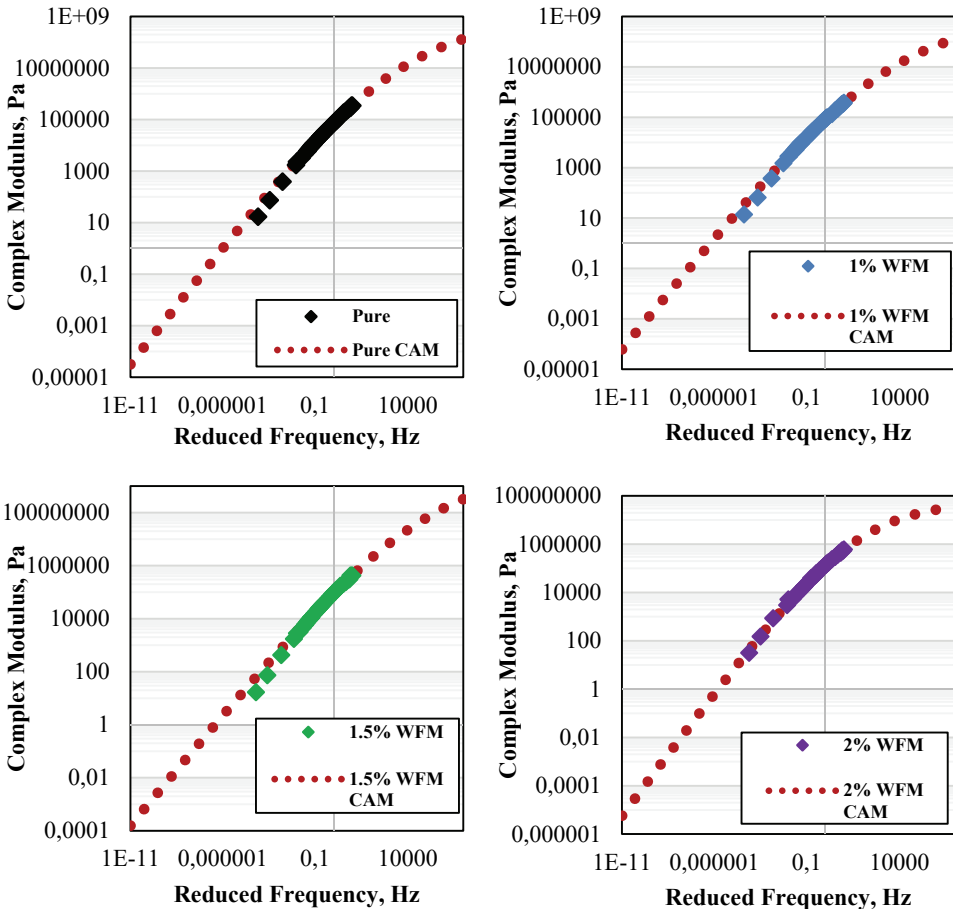 Complex Modulus, Pa
1E+09
10000000
100000
1000
10
0,1
0,001
0,00001
Pure
Pure CAM
1E-11
0,000001
0,1
10000
Reduced Frequency, Hz
Complex Modulus, Pa
1E+09
10000000
100000
1000
10
0,1
0,001
0,00001
1% WFM
1% WFM
CAM
1E-11
0,000001
0,1
10000
Reduced Frequency, Hz
Complex Modulus, Pa
100000000
1000000
10000
100
1
0,01
0,0001
1.5% WFM
1.5% WFM
CAM
1E-11
0,000001
0,1
10000
Reduced Frequency, Hz
Complex Modulus, Pa
100000000
1000000
10000
100
1
0,01
0,0001
0,000001
2% WFM
2% WFM
CAM
1E-11
0,000001
0,1
10000
Reduced Frequency, Hz